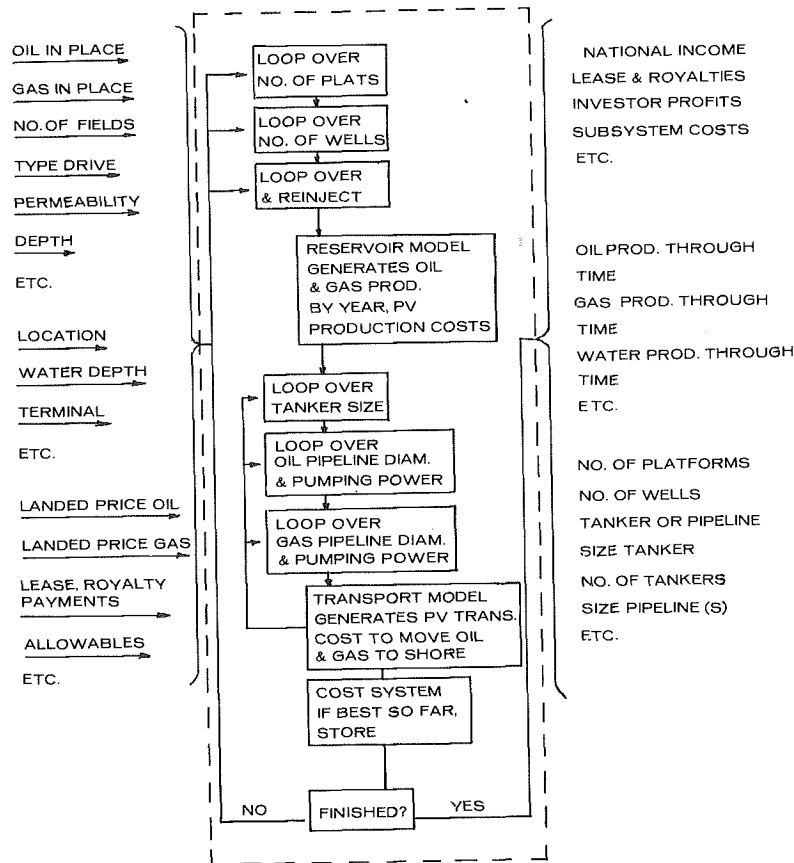 OIL IN PLACE
GAS IN PLACE
NO. OF FIELDS
TYPE DRIVE
PERMEABILITY
DEPTH
ETC.
LOCATION
WATER DEPTH
TERMINAL
ETC.
LANDED PRICE OIL
LANDED PRICE GAS
LEASE, ROYALTY
PAYMENTS
ALLOWABLES
ETC.
LOOP OVER
NO. OF PLATS
LOOP OVER
NO. OF WELLS
LOOP OVER
& REINJECT
RESERVOIR MODEL
GENERATES OIL
& GAS PROD.
BY YEAR, PV
PRODUCTION COSTS
LOOP OVER
TANKER SIZE
LOOP OVER
OIL PIPELINE DIAM.
& PUMPING POWER
LOOP OVER
GAS PIPELINE DIAM.
& PUMPING POWER
TRANSPORT MODEL
GENERATES PV TRANS.
COST TO MOVE OIL
& GAS TO SHORE
COST SYSTEM
IF BEST SO FAR,
STORE
NO
FINISHED?
YES
NATIONAL INCOME
LEASE & ROYALTIES
INVESTOR PROFITS
SUBSYSTEM COSTS
ETC.
OIL PROD. THROUGH
TIME
GAS PROD. THROUGH
TIME
WATER PROD. THROUGH
TIME
ETC.
NO. OF PLATFORMS
NO. OF WELLS
TANKER OR PIPELINE
SIZE TANKER
NO. OF TANKERS
SIZE PIPELINE (S)
ETC.